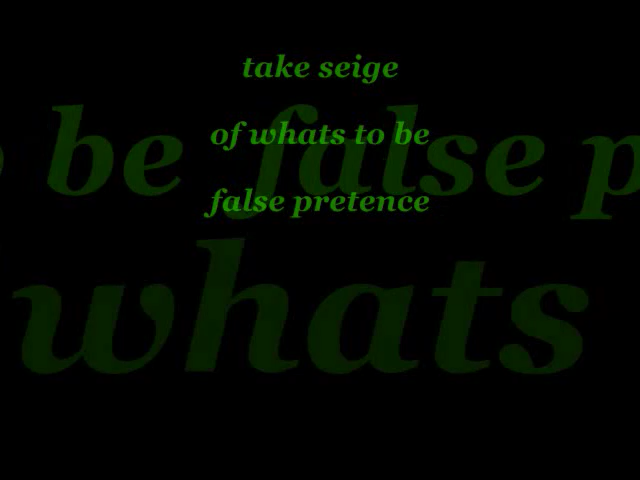 take seige
of whats to be
false pretence
be false p
whats